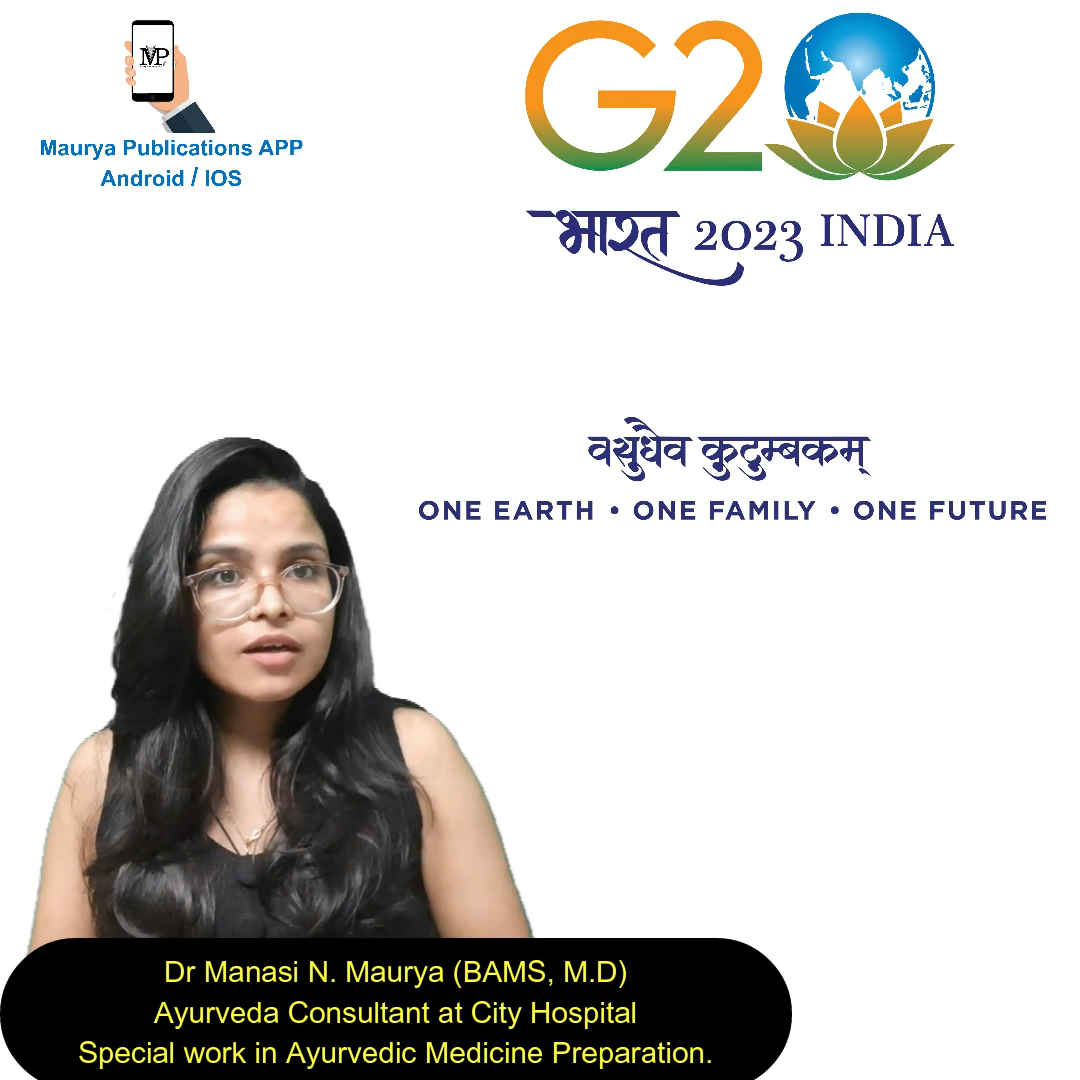 MP
Maurya Publications APP
Android / IOS
G20
भारत 2023 INDIA
वसुधैव कुटुम्बकम्
ONE EARTH • ONE FAMILY • ONE FUTURE
Dr Manasi N. Maurya (BAMS, M.D)
Ayurveda Consultant at City Hospital
Special work in Ayurvedic Medicine Preparation.